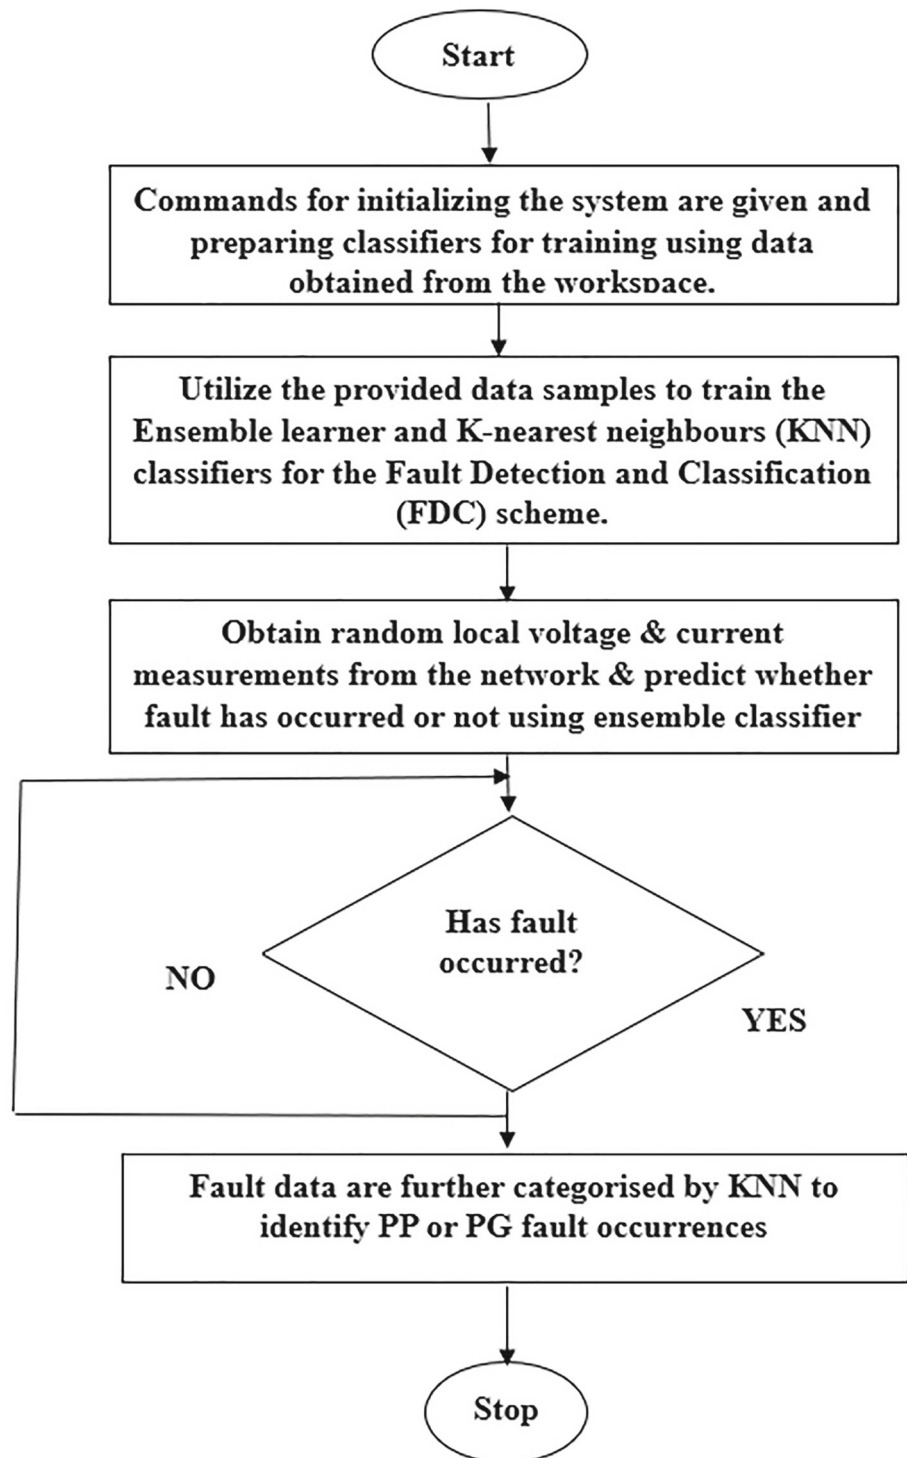 Start
Commands for initializing the system are given and
preparing classifiers for training using data
obtained from the workspace.
Utilize the provided data samples to train the
Ensemble learner and K-nearest neighbours (KNN)
classifiers for the Fault Detection and Classification
(FDC) scheme.
Obtain random local voltage & current
measurements from the network & predict whether
fault has occurred or not using ensemble classifier
Has fault
occurred?
NO
YES
Fault data are further categorised by KNN to
identify PP or PG fault occurrences
Stop